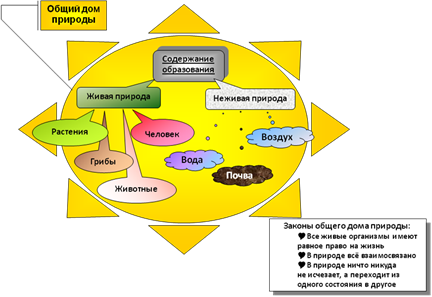 Общий дом
природы
Содержание
образования
Живая природа
Неживая природа
Растения
Человек
Воздух
Грибы
Вода
Животные
Почва
Законы общего дома природы:
♥ Все живые организмы имеют
равное право на жизнь
♥ В природе всё взаимосвязано
♥ В природе ничто никуда
не исчезает, а переходит из
одного состояния в другое